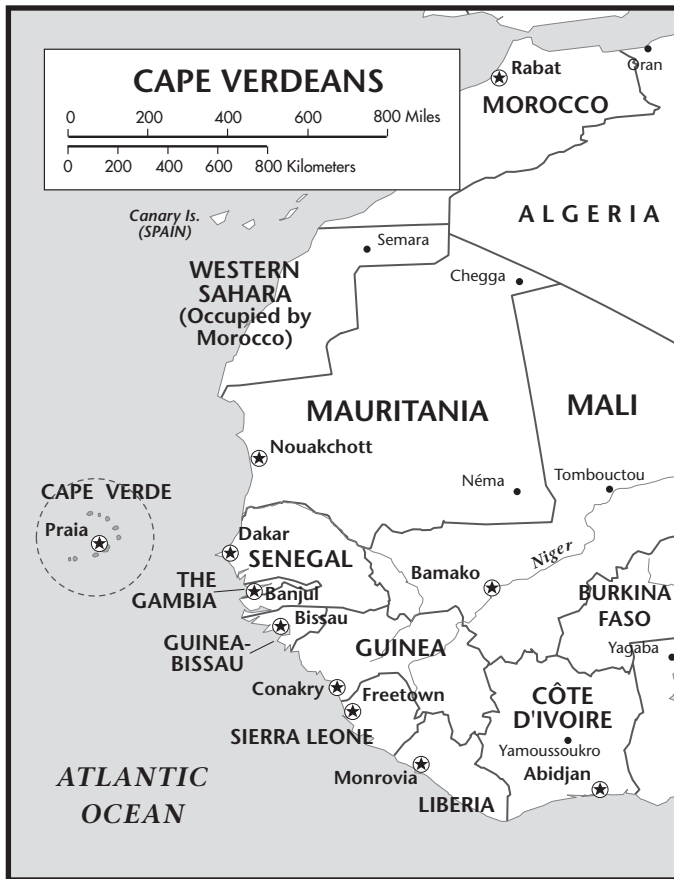 CAPE VERDEANS
0 200 400 600 800 Miles
0 200 400 600 800 Kilometers
Rabat
Oran
MOROCCO
Canary Is.
(SPAIN)
ALGERIA
Semara
WESTERN
SAHARA
(Occupied by
Morocco)
Chegga
MAURITANIA
MALI
Nouakchott
Néma
Tombouctou
CAPE VERDE
Praia
Dakar
SENEGAL
Niger
Bamako
THE
GAMBIA
Banjul
BURKINA
FASO
Bissau
GUINEA-
BISSAU
GUINEA
Yagaba
Conakry
Freetown
CÔTE
D'IVOIRE
SIERRA LEONE
Yamoussoukro
Abidjan
Monrovia
LIBERIA
ATLANTIC
OCEAN